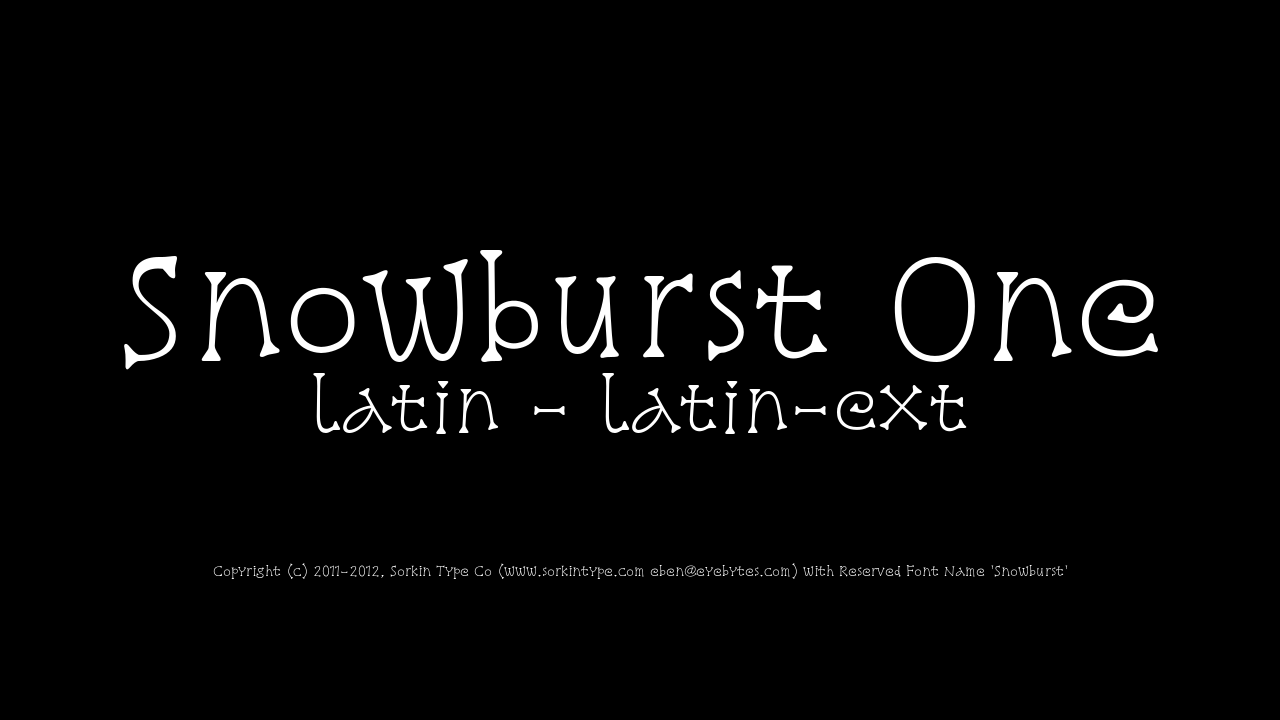 Snowburst One
latin - latin-ext
Copyright (c) 2011-2012, Sorkin Type Co (www.sorkintype.com eben@eyebytes.com) with Reserved Font Name 'Snowburst'